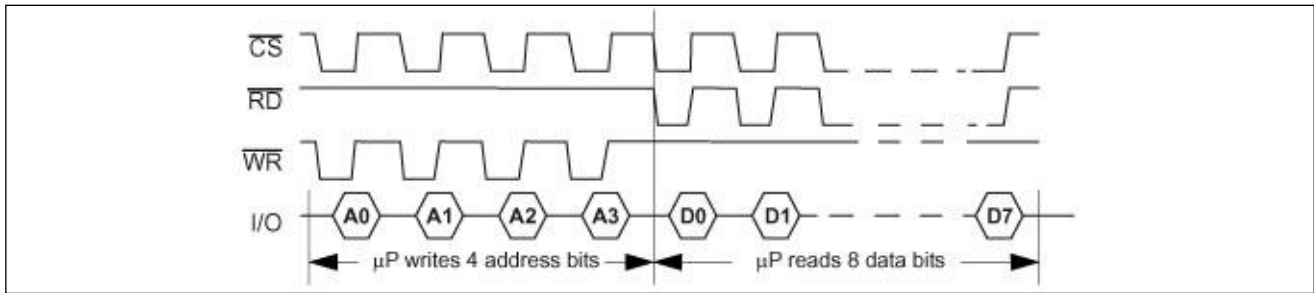 CS
RD
WR
I/O A0 A1 A2 A3 D0 D1 D7
μP writes 4 address bits μP reads 8 data bits